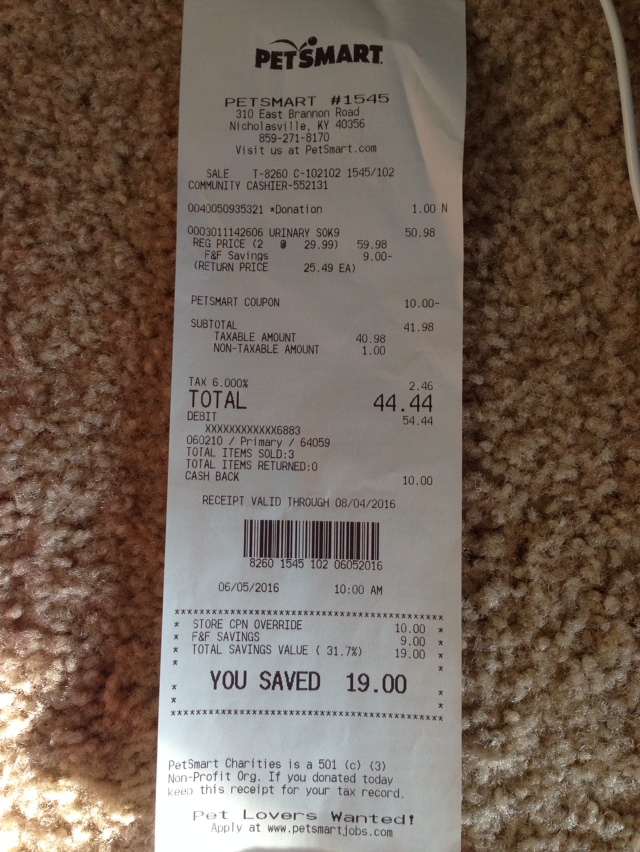 PETSMART
PETSMART #1545
310 East Brannon Road
Nicholasville, KY 40356
859-271-8170
Visit us at PetSmart.com
SALE T-8260 C-102102 1545/102
COMMUNITY CASHIER-552131
0040050935321 *Donation 1.00 N
0003011142606 URINARY SOK9 50.98
REG PRICE (2 @ 29.99) 59.98
F&F Savings 9.00-
(RETURN PRICE 25.49 EA)
PETSMART COUPON 10.00-
SUBTOTAL 41.98
TAXABLE AMOUNT 40.98
NON-TAXABLE AMOUNT 1.00
TAX 6.000% 2.46
TOTAL 44.44
DEBIT 54.44
XXXXXXXXXXXX6883
060210 / Primary / 64059
TOTAL ITEMS SOLD:3
TOTAL ITEMS RETURNED:0
CASH BACK 10.00
RECEIPT VALID THROUGH 08/04/2016
8260 1545 102 06052016
06/05/2016 10:00 AM
STORE CPN OVERRIDE 10.00
F&F SAVINGS 9.00
TOTAL SAVINGS VALUE ( 31.7%) 19.00
YOU SAVED 19.00
PetSmart Charities is a 501 (c) (3)
Non-Profit Org. If you donated today
keep this receipt for your tax record.
Pet Lovers Wanted!
Apply at www.petsmartjobs.com